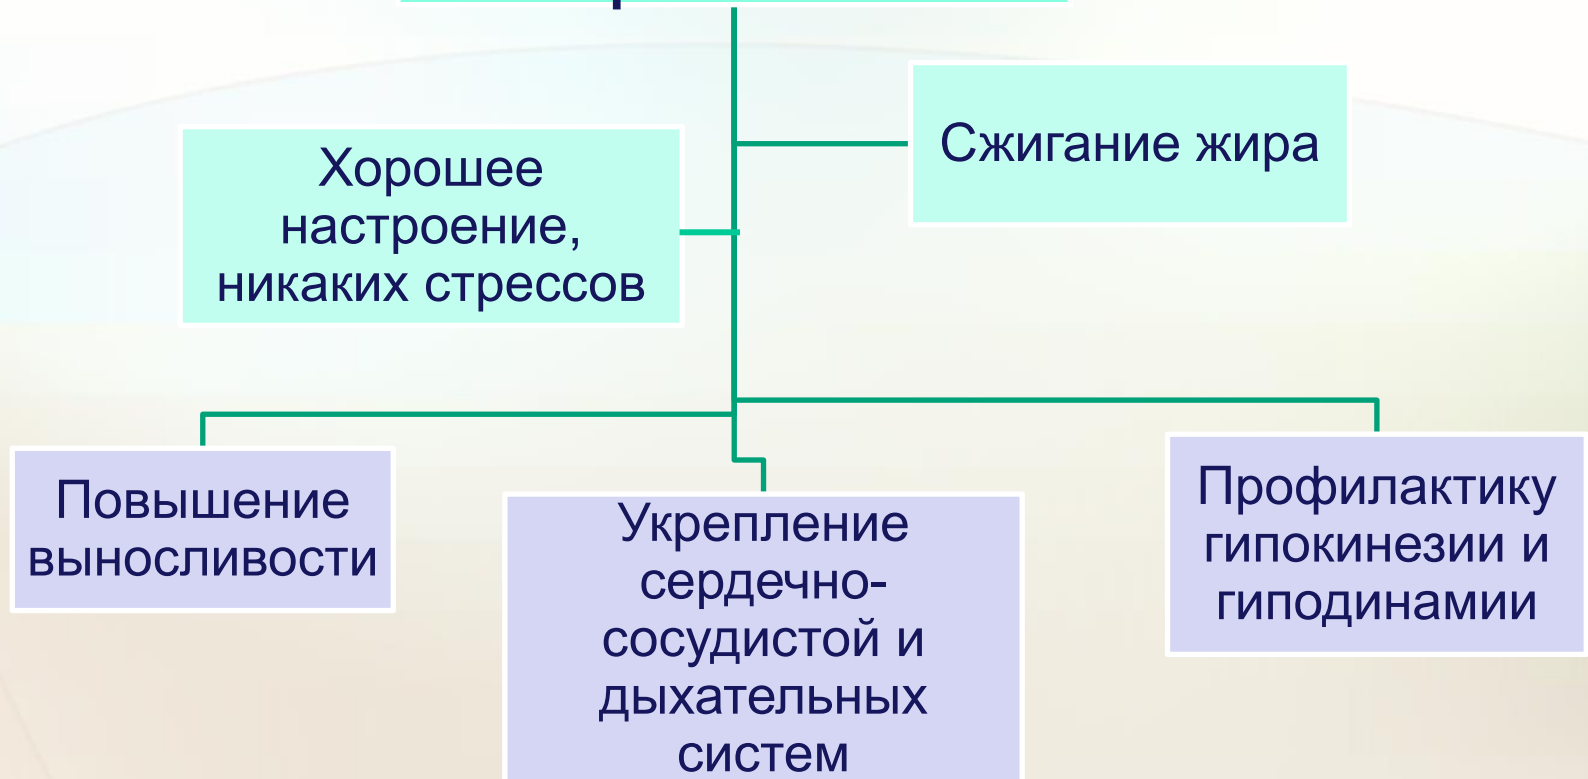 Сжигание жира
Хорошее
настроение,
никаких стрессов
Повышение
выносливости
Укрепление
сердечно-
сосудистой и
дыхательных
систем
Профилактику
гипокинезии и
гиподинамии